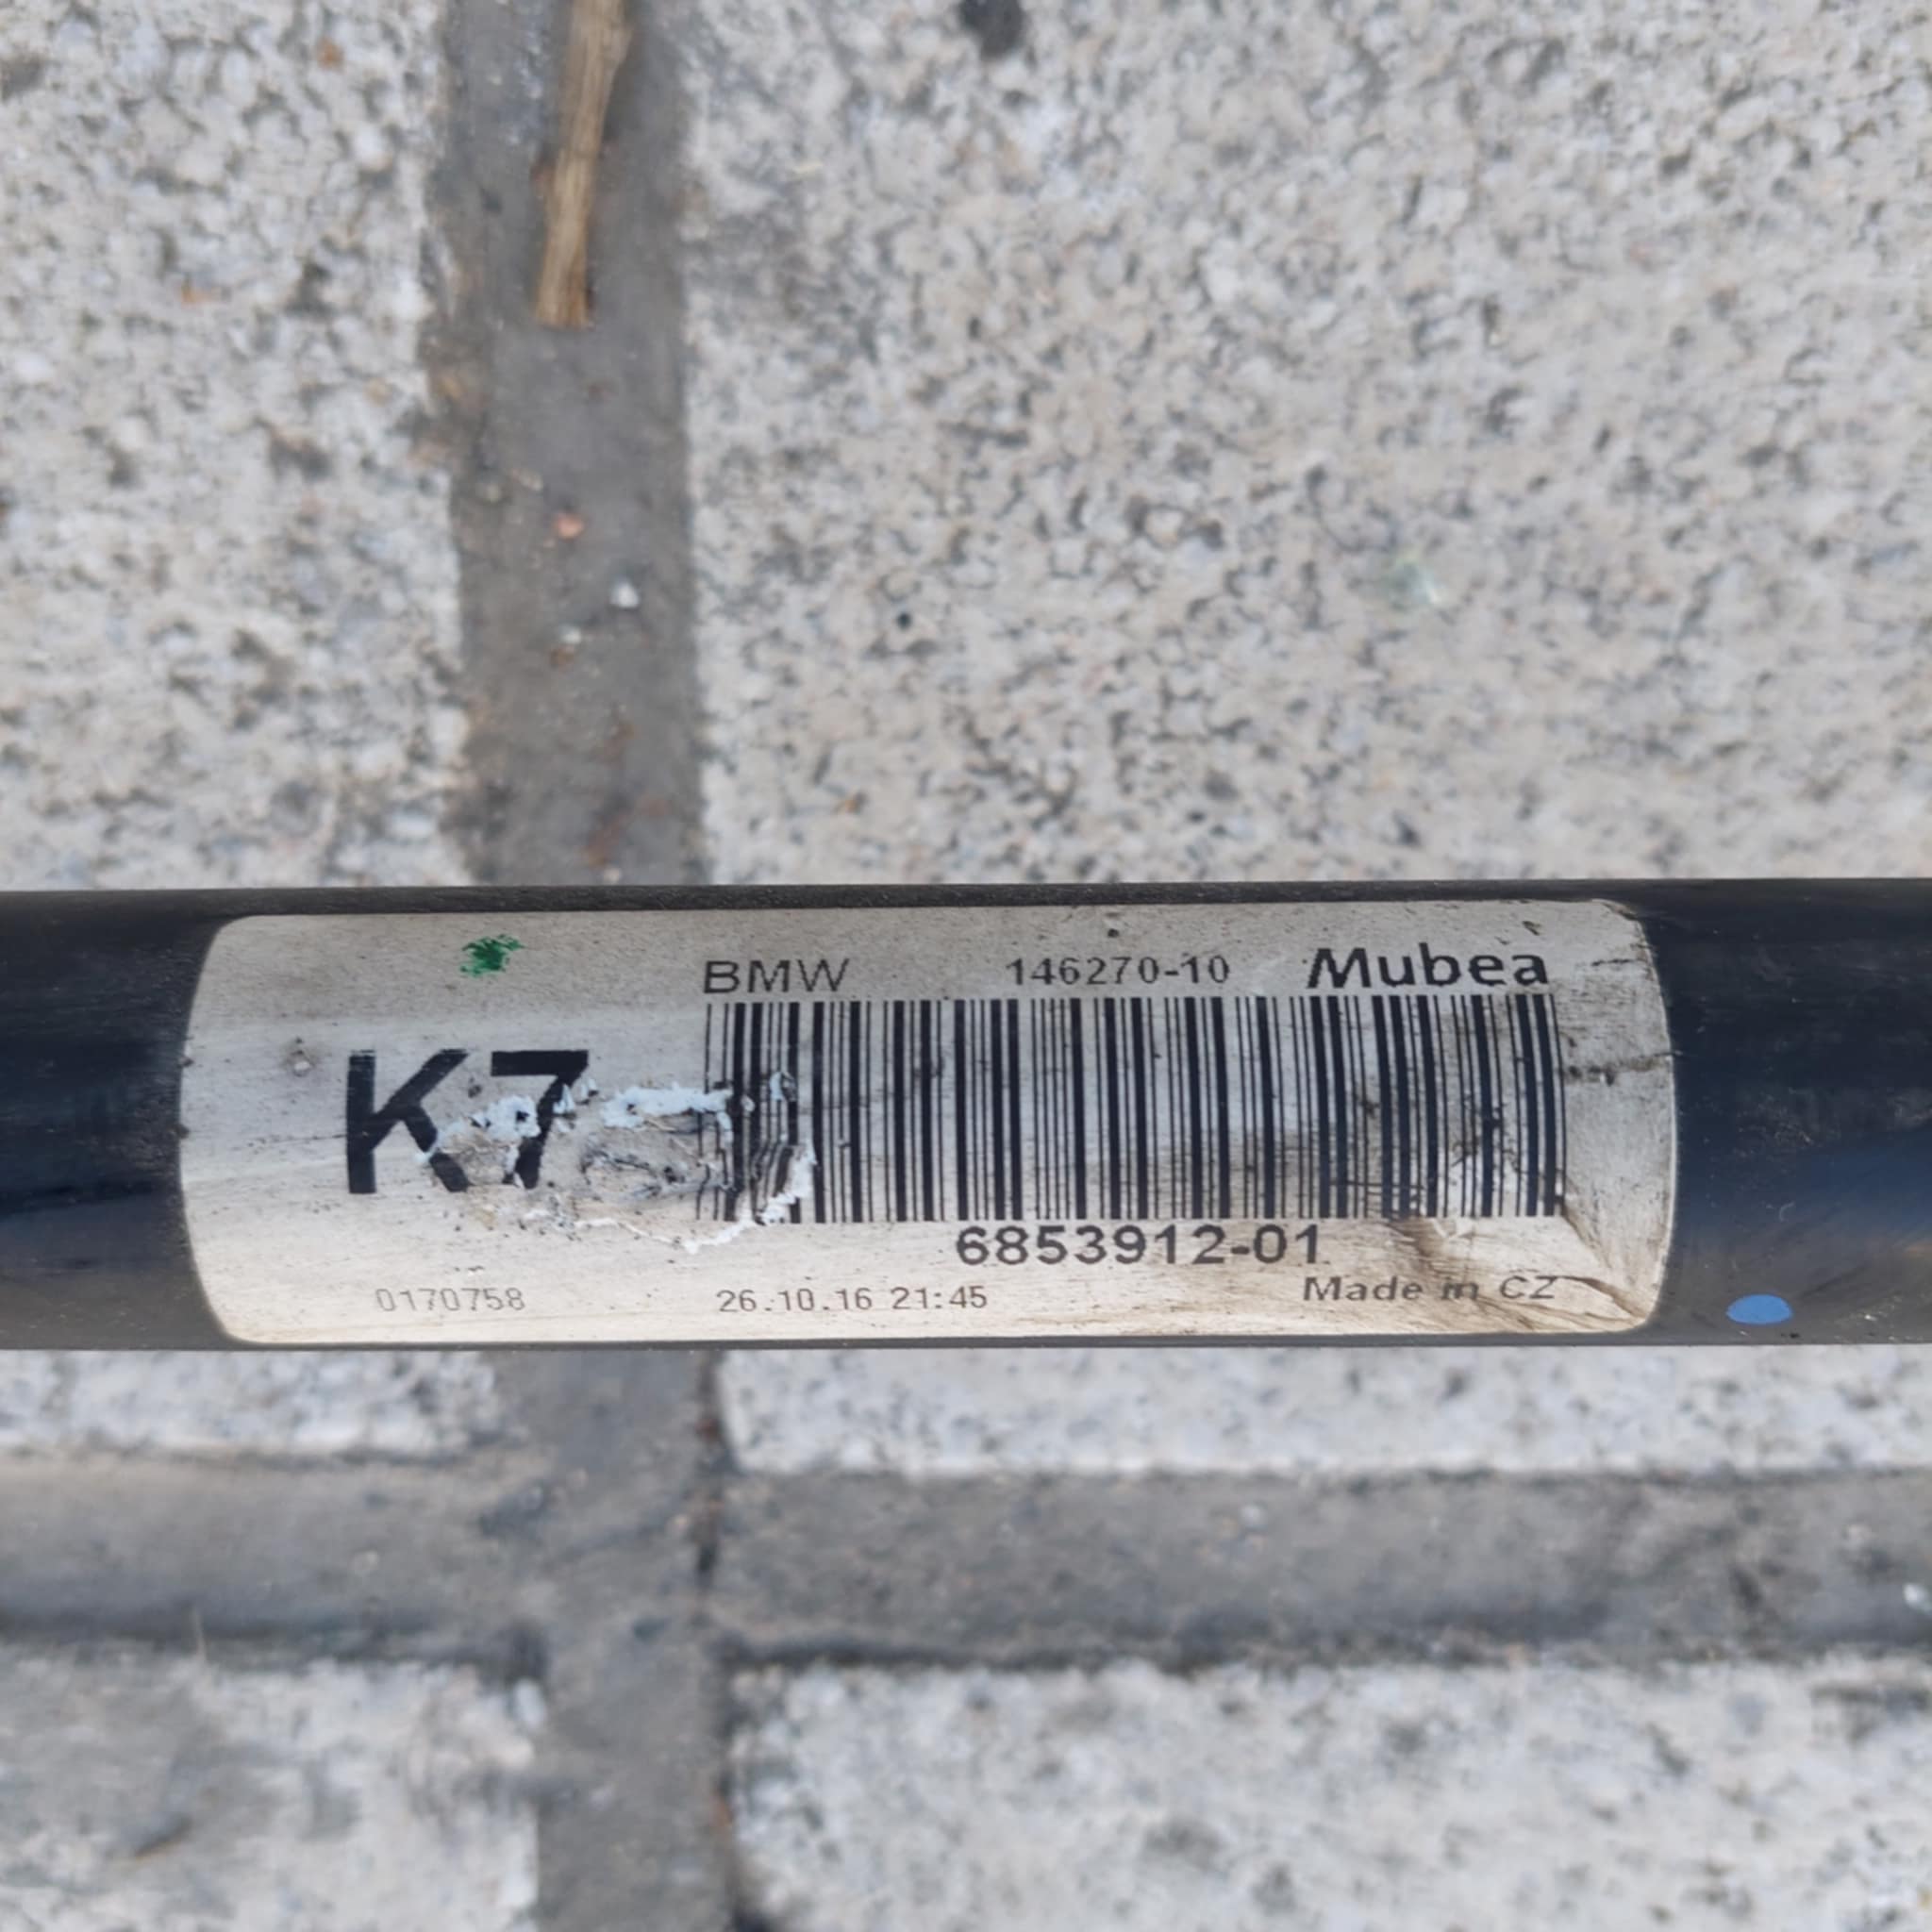 BMW 146270-10 Mubea
K7
6853912-01
0170758 26.10.16 21:45 Made in CZ